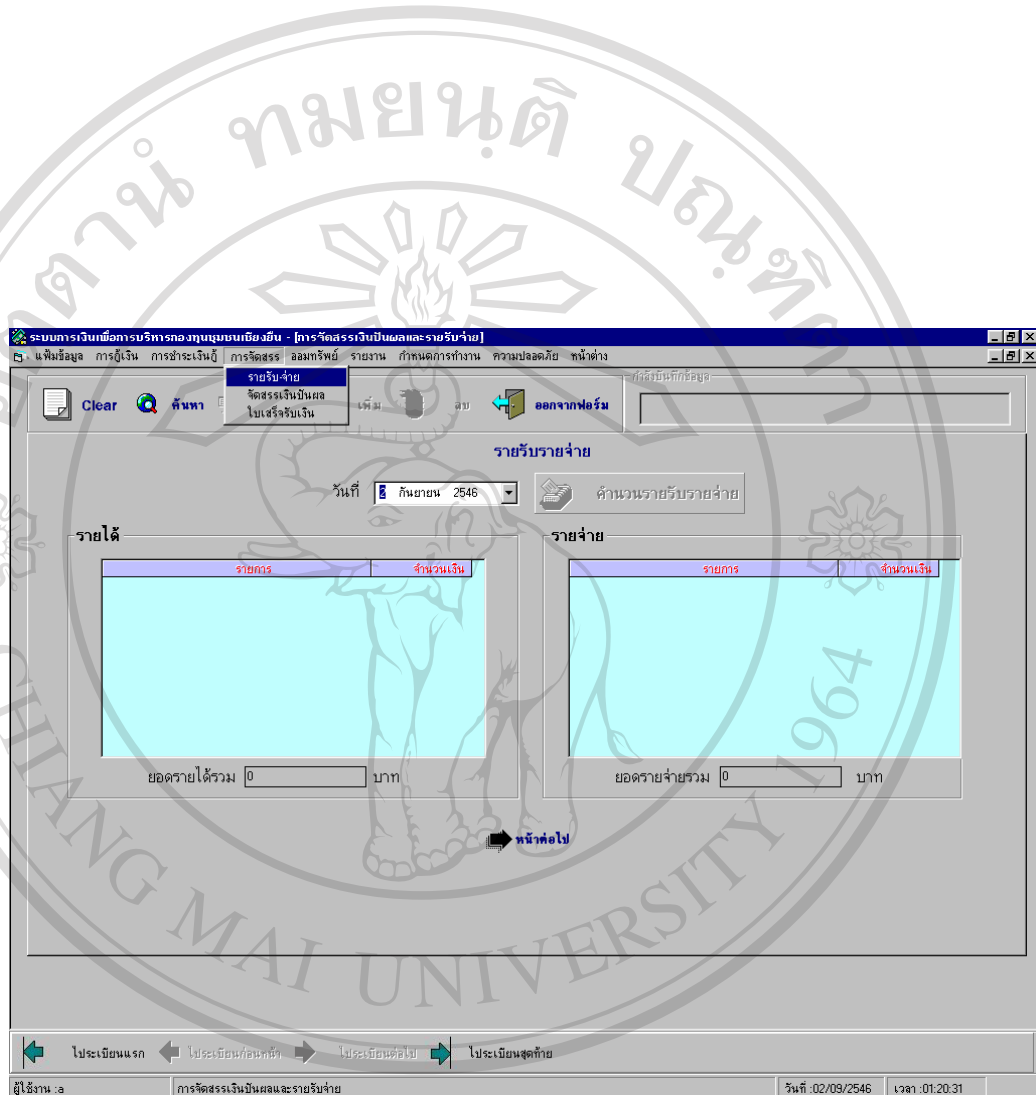 ทมยนฺติ ปณฺฑิ
ระบบการเงินเพื่อการบริหารกองทุนชุมชนเชียงยืน - [การจัดสรรเงินปันผลและรายรับจ่าย]
แฟ้มข้อมูล การกู้เงิน การชำระเงินกู้ การจัดสรร ออมทรัพย์ รายงาน กำหนดการทำงาน ความปลอดภัย หน้าต่าง
รายรับ-จ่าย
จัดสรรเงินปันผล
ใบเสร็จรับเงิน
กำลังบันทึกข้อมูล
Clear ค้นหา เพิ่ม ลบ ออกจากฟอร์ม
รายรับรายจ่าย
วันที่ 2 กันยายน 2546 คำนวนรายรับรายจ่าย
รายได้ รายจ่าย
รายการ จำนวนเงิน รายการ จำนวนเงิน
ยอดรายได้รวม 0 บาท ยอดรายจ่ายรวม 0 บาท
หน้าต่อไป
CHIANG MAI UNIVERSITY 1964
ไประเบียนแรก ไประเบียนก่อนหน้า ไประเบียนต่อไป ไประเบียนสุดท้าย
ผู้ใช้งาน :a การจัดสรรเงินปันผลและรายรับจ่าย วันที่ :02/09/2546 เวลา :01:20:31